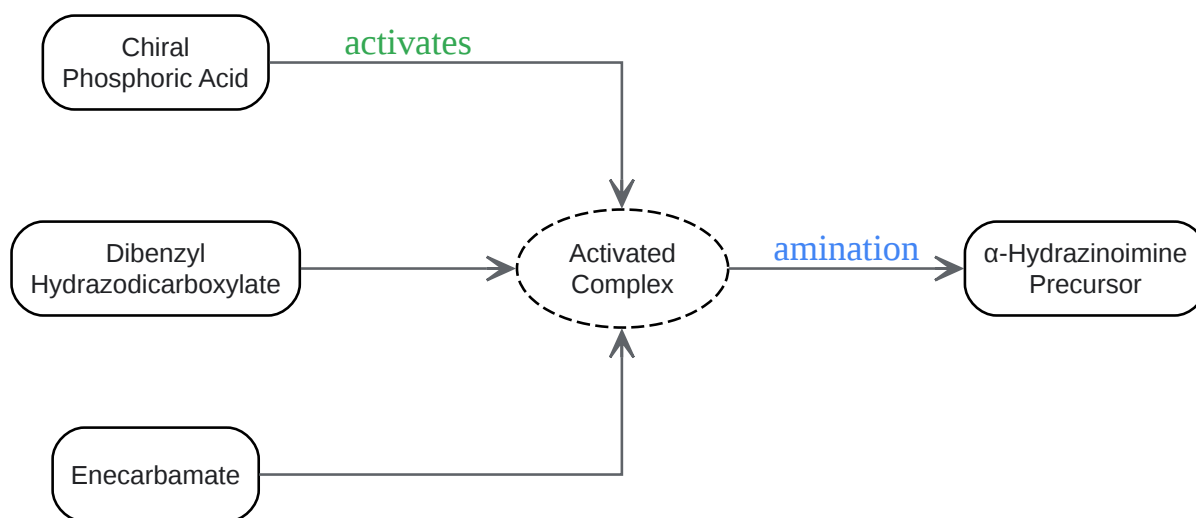 Chiral
Phosphoric Acid
activates
Dibenzyl
Hydrazodicarboxylate
Activated
Complex
amination
α-Hydrazinoimine
Precursor
Enecarbamate